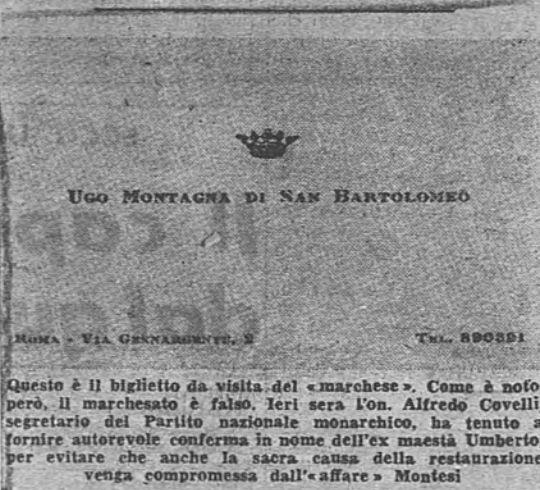 UGO MONTAGNA DI SAN BARTOLOMEO
ROMA - VIA GENNARGENTU, 2 TEL. 890391
Questo è il biglietto da visita del «marchese». Come è noto
però, il marchesato è falso. Ieri sera l'on. Alfredo Covelli
segretario del Partito nazionale monarchico, ha tenuto a
fornire autorevole conferma in nome dell'ex maestà Umberto
per evitare che anche la sacra causa della restaurazione
venga compromessa dall'«affare» Montesi